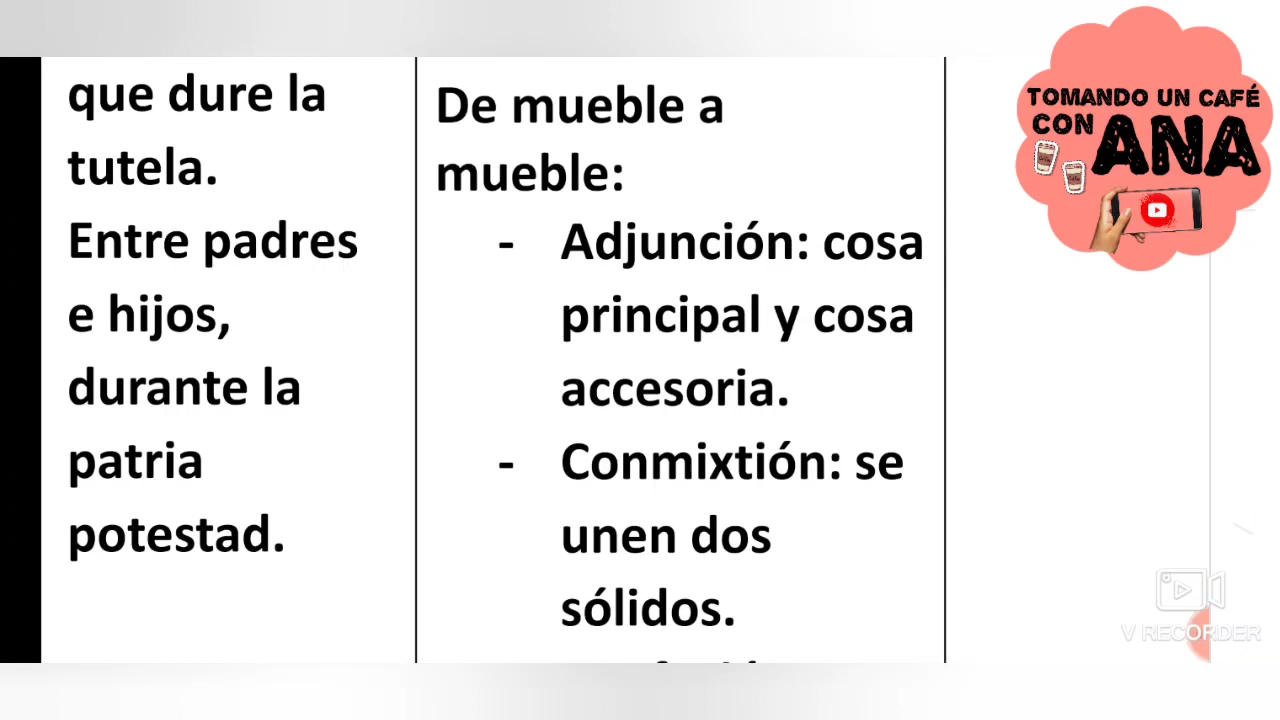 que dure la
tutela.
Entre padres
e hijos,
durante la
patria
potestad.
De mueble a
mueble:
- Adjunción: cosa
principal y cosa
accesoria.
- Conmixtión: se
unen dos
sólidos.
TOMANDO UN CAFÉ
CON ANA
V RECORDER